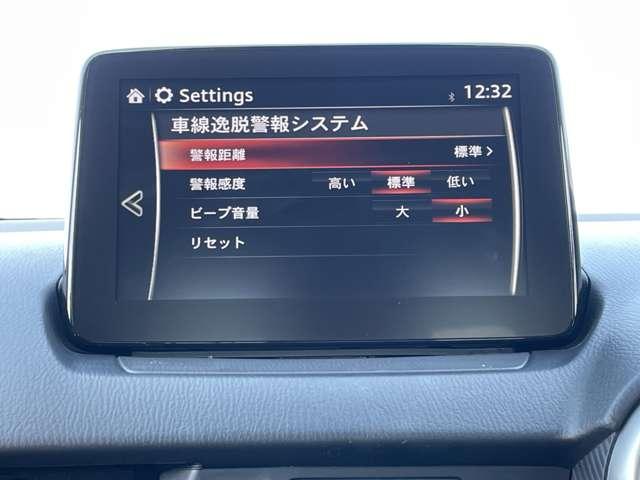 Settings 12:32
車線逸脱警報システム
警報距離 標準
警報感度 高い 標準 低い
ビープ音量 大 小
リセット